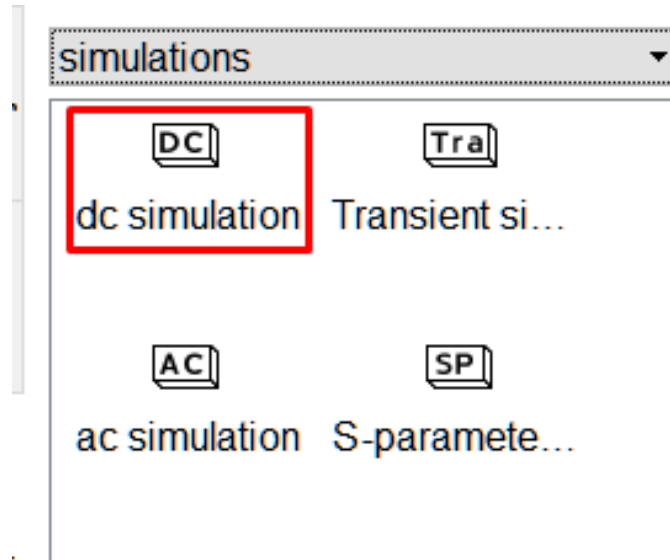 simulations
DC Tra
dc simulation Transient si...
AC SP
ac simulation S-paramete...